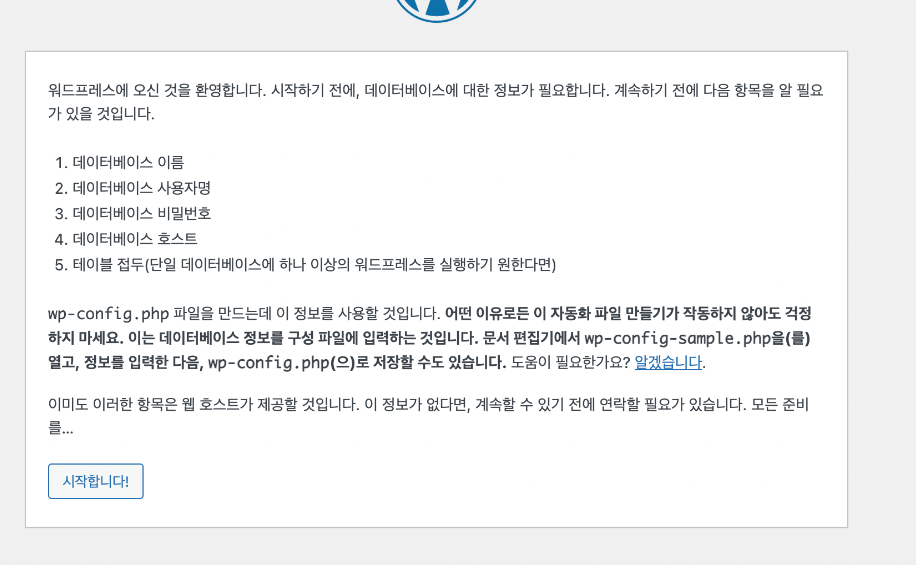 워드프레스에 오신 것을 환영합니다. 시작하기 전에, 데이터베이스에 대한 정보가 필요합니다. 계속하기 전에 다음 항목을 알 필요
가 있을 것입니다.
1. 데이터베이스 이름
2. 데이터베이스 사용자명
3. 데이터베이스 비밀번호
4. 데이터베이스 호스트
5. 테이블 접두(단일 데이터베이스에 하나 이상의 워드프레스를 실행하기 원한다면)
wp-config.php 파일을 만드는데 이 정보를 사용할 것입니다. 어떤 이유로든 이 자동화 파일 만들기가 작동하지 않아도 걱정
하지 마세요. 이는 데이터베이스 정보를 구성 파일에 입력하는 것입니다. 문서 편집기에서 wp-config-sample.php을(를)
열고, 정보를 입력한 다음, wp-config.php(으)로 저장할 수도 있습니다. 도움이 필요한가요? 알겠습니다.
이미도 이러한 항목은 웹 호스트가 제공할 것입니다. 이 정보가 없다면, 계속할 수 있기 전에 연락할 필요가 있습니다. 모든 준비
를...
시작합니다!